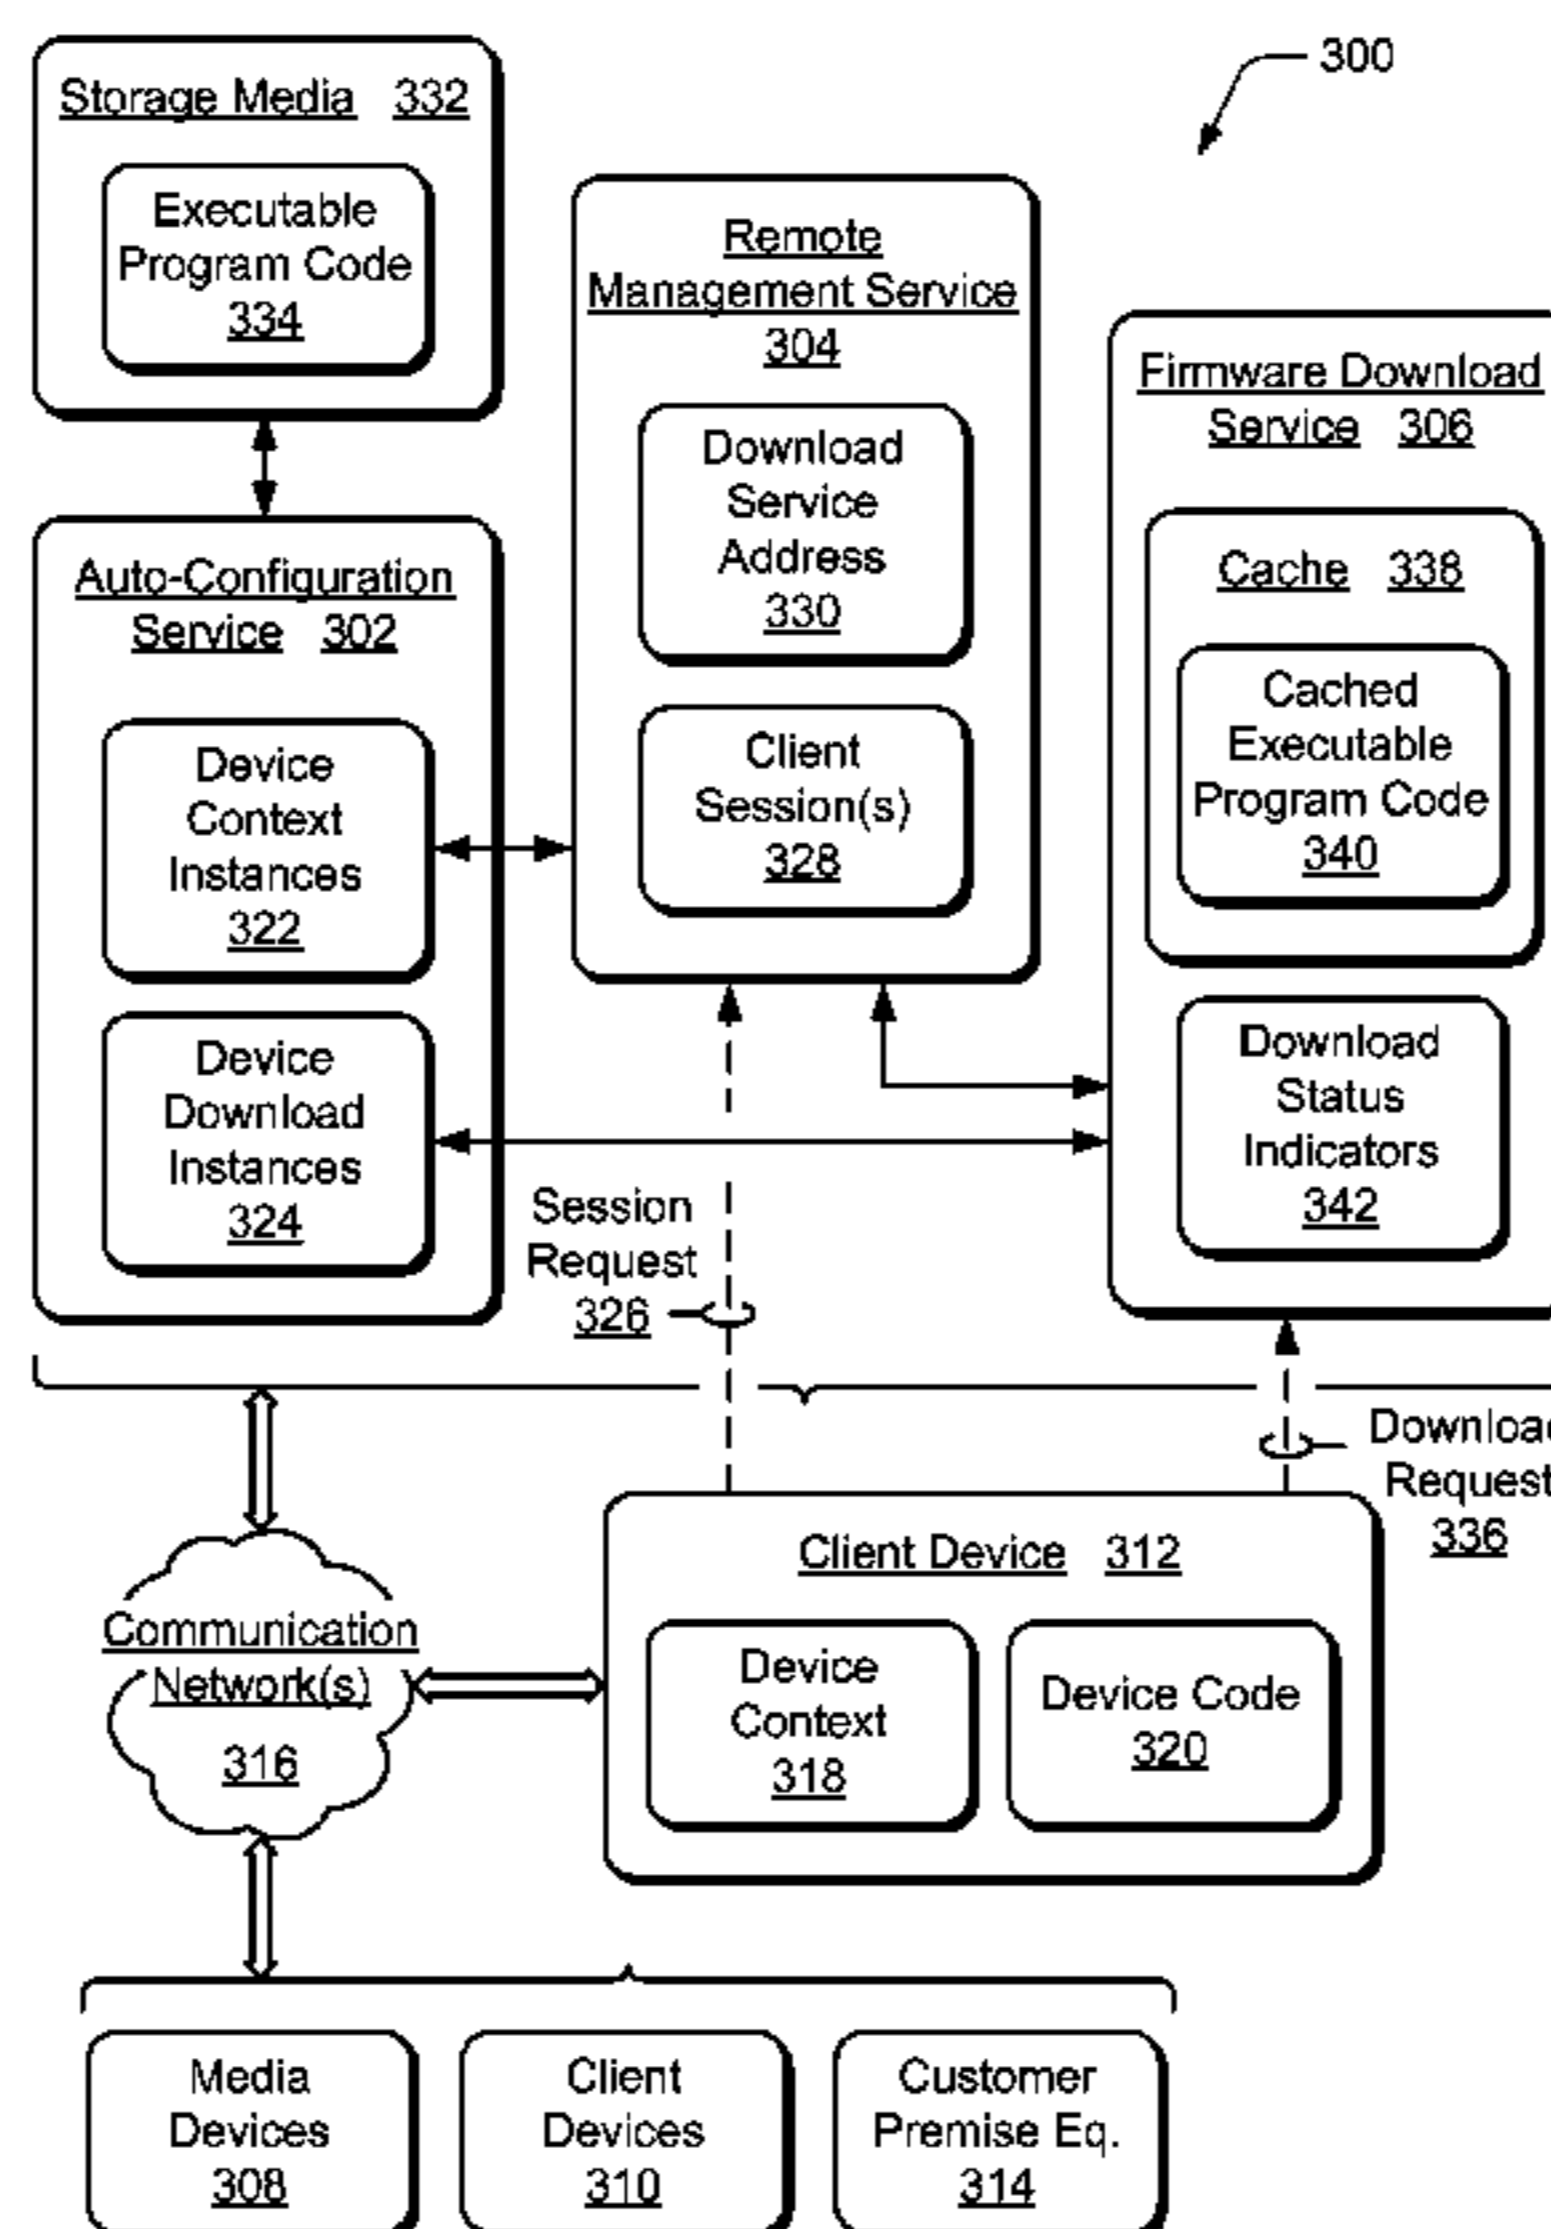 300
Storage Media 332
Executable
Program Code
334
Remote
Management Service
304
Download
Service
Address
330
Client
Session(s)
328
Firmware Download
Service 306
Cache 338
Cached
Executable
Program Code
340
Download
Status
Indicators
342
Auto-Configuration
Service 302
Device
Context
Instances
322
Device
Download
Instances
324
Session
Request
326
Request
336
Client Device 312
Device
Context
318
Device Code
320
Communication
Network(s)
316
Media
Devices
308
Client
Devices
310
Customer
Premise Eq.
314